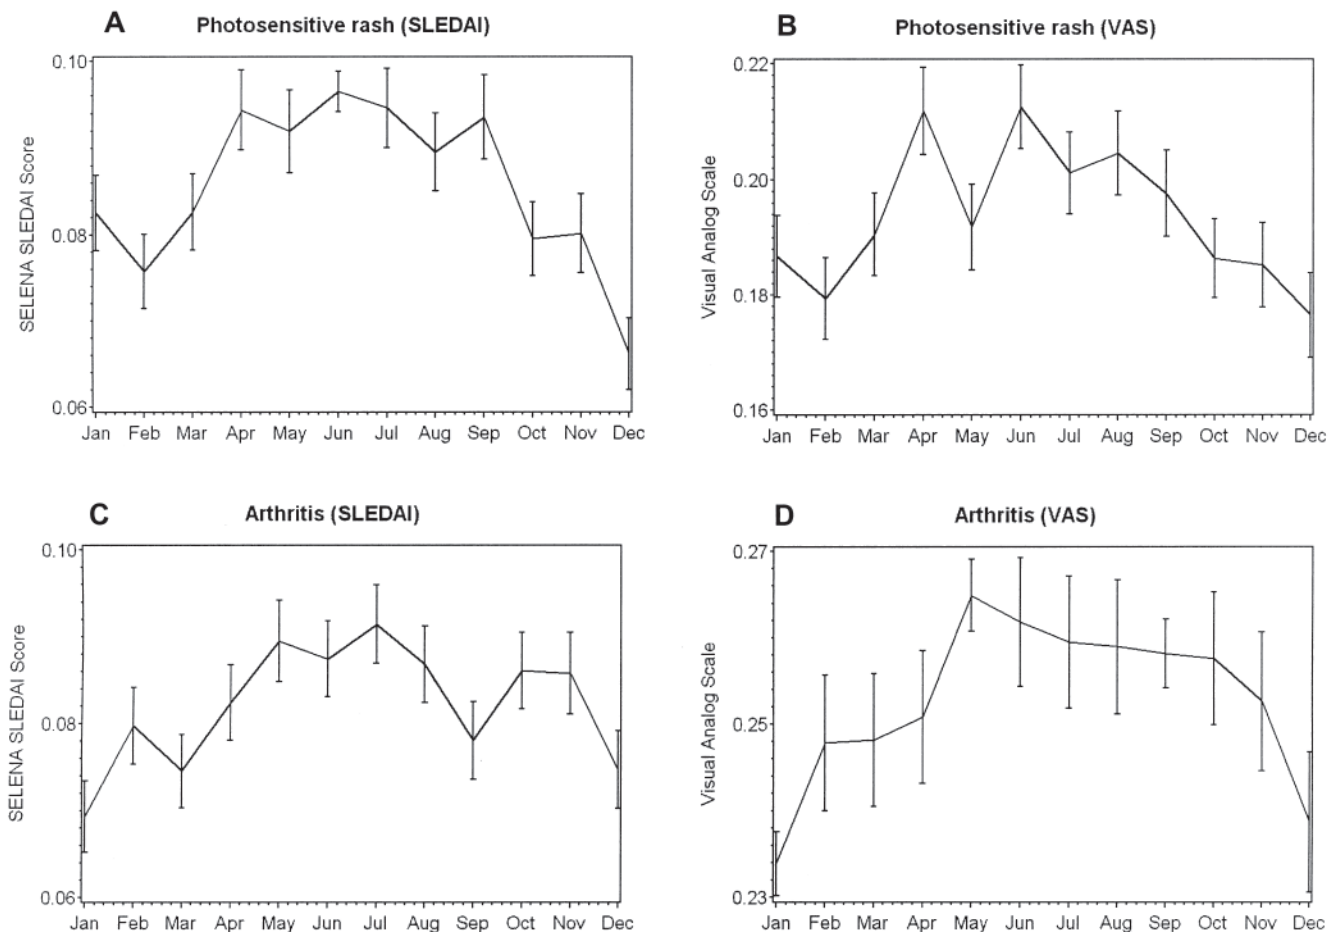 A Photosensitive rash (SLEDAI)
SELENA SLEDAI Score
0.10
0.08
0.06
Jan Feb Mar Apr May Jun Jul Aug Sep Oct Nov Dec
B Photosensitive rash (VAS)
Visual Analog Scale
0.22
0.20
0.18
0.16
Jan Feb Mar Apr May Jun Jul Aug Sep Oct Nov Dec
C Arthritis (SLEDAI)
SELENA SLEDAI Score
0.10
0.08
0.06
Jan Feb Mar Apr May Jun Jul Aug Sep Oct Nov Dec
D Arthritis (VAS)
Visual Analog Scale
0.27
0.25
0.23
Jan Feb Mar Apr May Jun Jul Aug Sep Oct Nov Dec